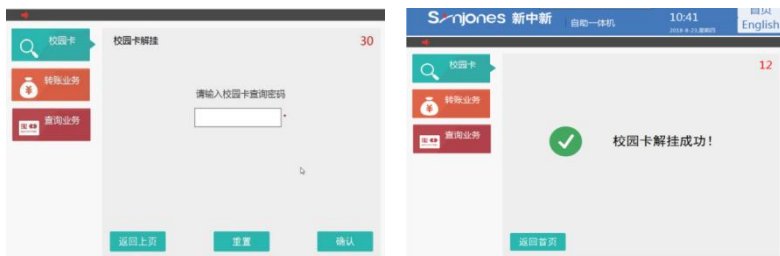 校园卡
校园卡解挂
30
转账业务
请输入校园卡查询密码
查询业务
返回上页
重置
确认
Synjones 新中新
自助一体机
10:41
首页
English
校园卡
12
转账业务
查询业务
校园卡解挂成功!
返回首页